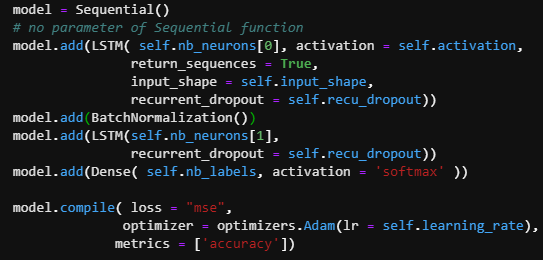 model = Sequential()
# no parameter of Sequential function
model.add(LSTM( self.nb_neurons[0], activation = self.activation,
                return_sequences = True,
                input_shape = self.input_shape,
                recurrent_dropout = self.recu_dropout))
model.add(BatchNormalization())
model.add(LSTM(self.nb_neurons[1],
                recurrent_dropout = self.recu_dropout))
model.add(Dense( self.nb_labels, activation = 'softmax' ))

model.compile( loss = "mse",
               optimizer = optimizers.Adam(lr = self.learning_rate),
              metrics = ['accuracy'])